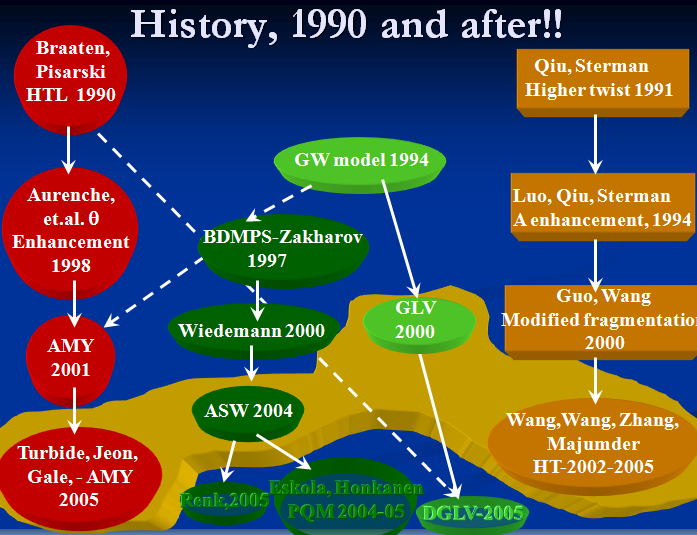 History, 1990 and after!!
Braaten,
Pisarski
HTL 1990
Qiu, Sterman
Higher twist 1991
GW model 1994
Aurenche,
et.al. θ
Enhancement
1998
Luo, Qiu, Sterman
A enhancement, 1994
BDMPS-Zakharov
1997
Guo, Wang
Modified fragmentatio
2000
GLV
2000
Wiedemann 2000
AMY
2001
ASW 2004
Wang,Wang, Zhang,
Majumder
HT-2002-2005
Turbide, Jeon,
Gale, - AMY
2005
Renk,2005
Eskola, Honkanen
PQM 2004-05
DGLV-2005